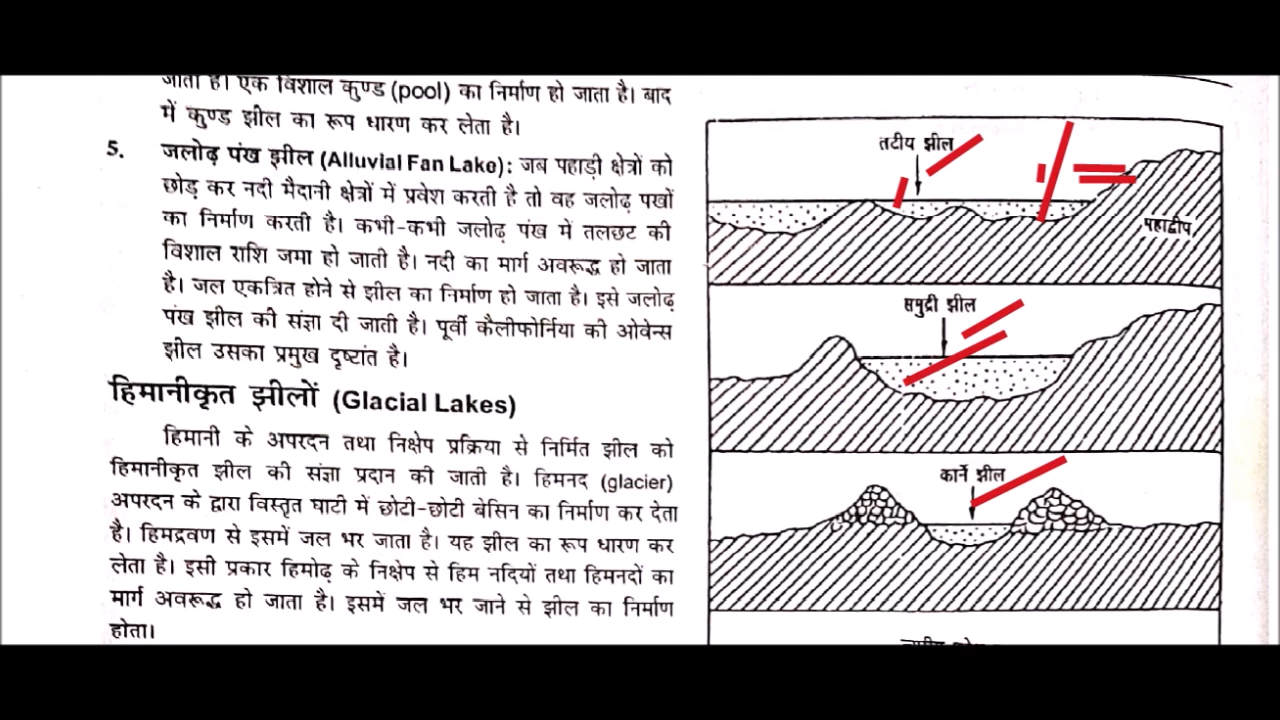 जाता है। एक विशाल कुण्ड (pool) का निर्माण हो जाता है। बाद
में कुण्ड झील का रूप धारण कर लेता है।
5. जलोढ़ पंख झील (Alluvial Fan Lake): जब पहाड़ी क्षेत्रों को
छोड़ कर नदी मैदानी क्षेत्रों में प्रवेश करती है तो वह जलोढ़ पखों
का निर्माण करती है। कभी-कभी जलोढ़ पंख में तलछट की
विशाल राशि जमा हो जाती है। नदी का मार्ग अवरूद्ध हो जाता
है। जल एकत्रित होने से झील का निर्माण हो जाता है। इसे जलोढ़
पंख झील की संज्ञा दी जाती है। पूर्वी कैलीफोर्निया की ओवेन्स
झील उसका प्रमुख दृष्टांत है।
हिमानीकृत झीलों (Glacial Lakes)
हिमानी के अपरदन तथा निक्षेप प्रक्रिया से निर्मित झील को
हिमानीकृत झील की संज्ञा प्रदान की जाती है। हिमनद (glacier)
अपरदन के द्वारा विस्तृत घाटी में छोटी-छोटी बेसिन का निर्माण कर देता
है। हिमद्रवण से इसमें जल भर जाता है। यह झील का रूप धारण कर
लेता है। इसी प्रकार हिमोढ़ के निक्षेप से हिम नदियों तथा हिमनदों का
मार्ग अवरूद्ध हो जाता है। इसमें जल भर जाने से झील का निर्माण
होता।
तटीय झील
महाद्वीप
समुद्री झील
कार्ने झील